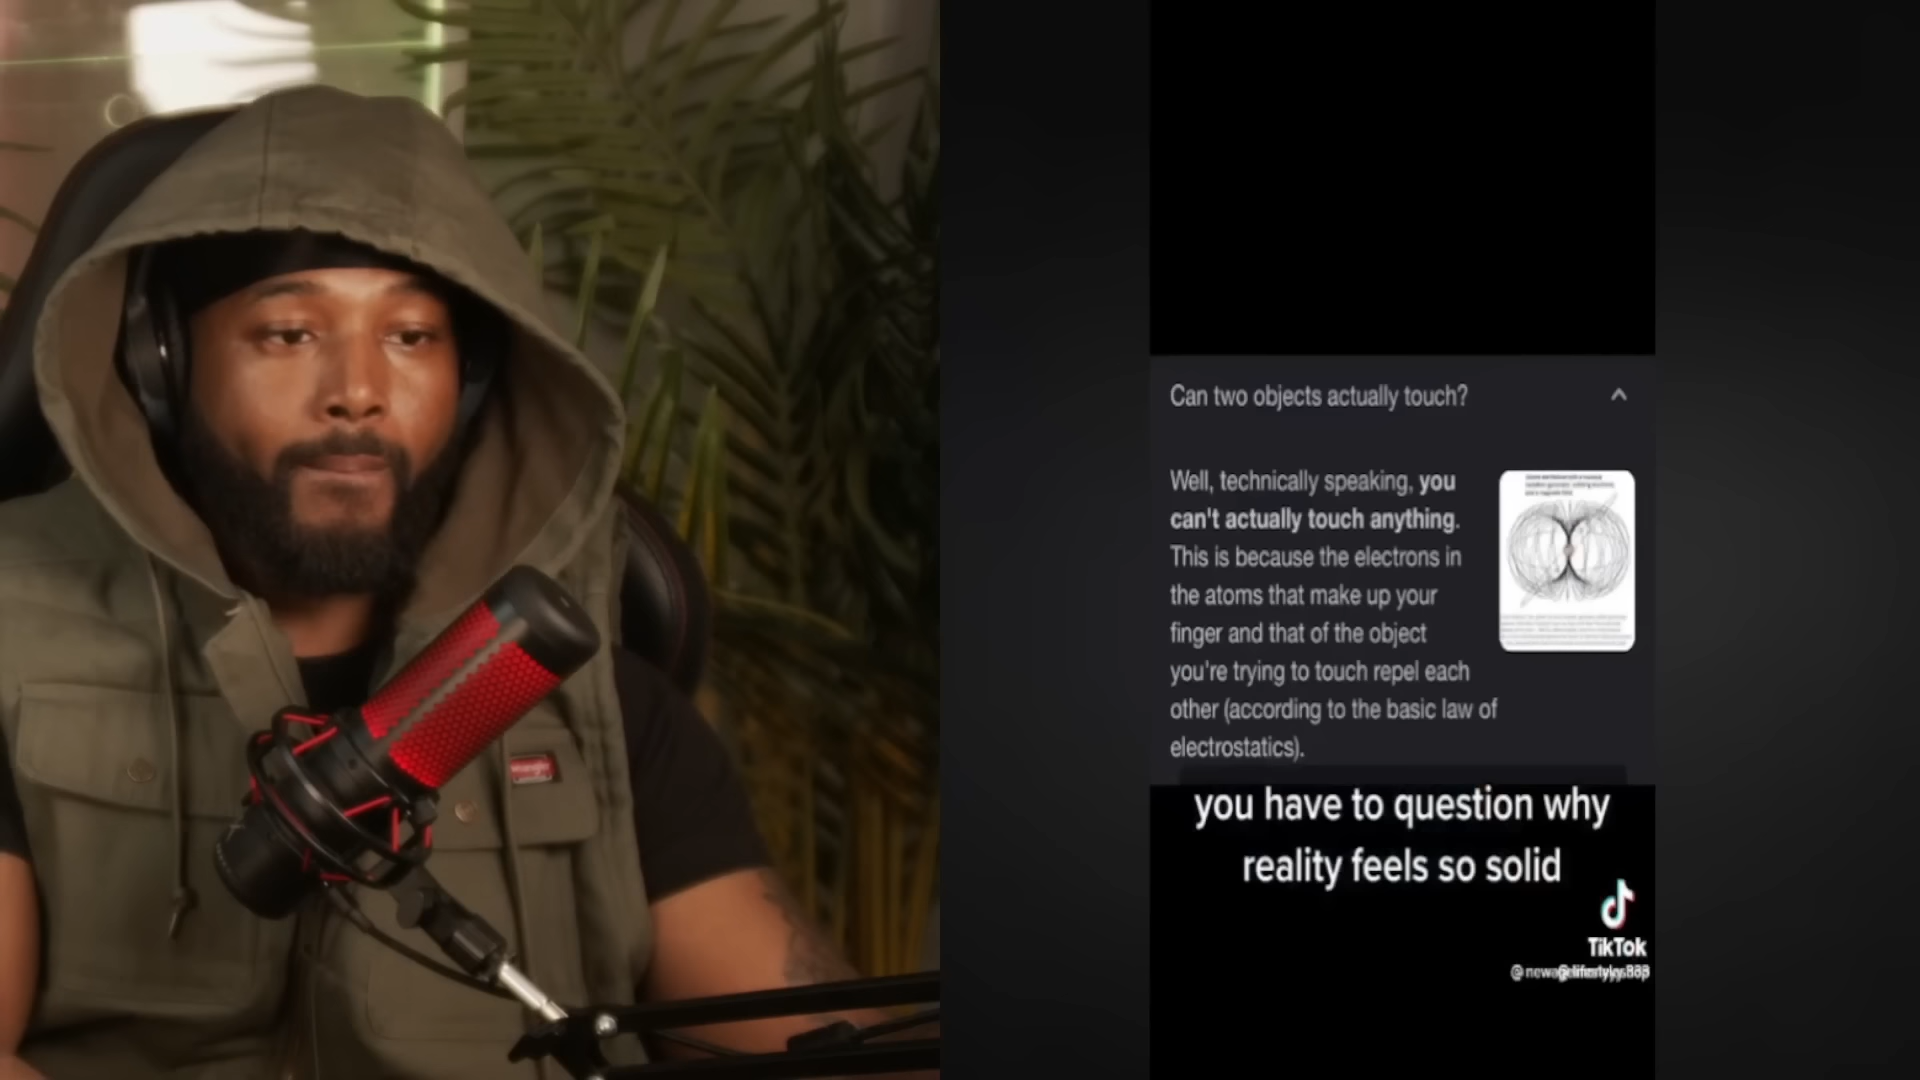 Can two objects actually touch?
Well, technically speaking, you
can't actually touch anything.
This is because the electrons in
the atoms that make up your
finger and that of the object
you're trying to touch repel each
other (according to the basic law of
electrostatics).
you have to question why
reality feels so solid
TikTok
Wrangler